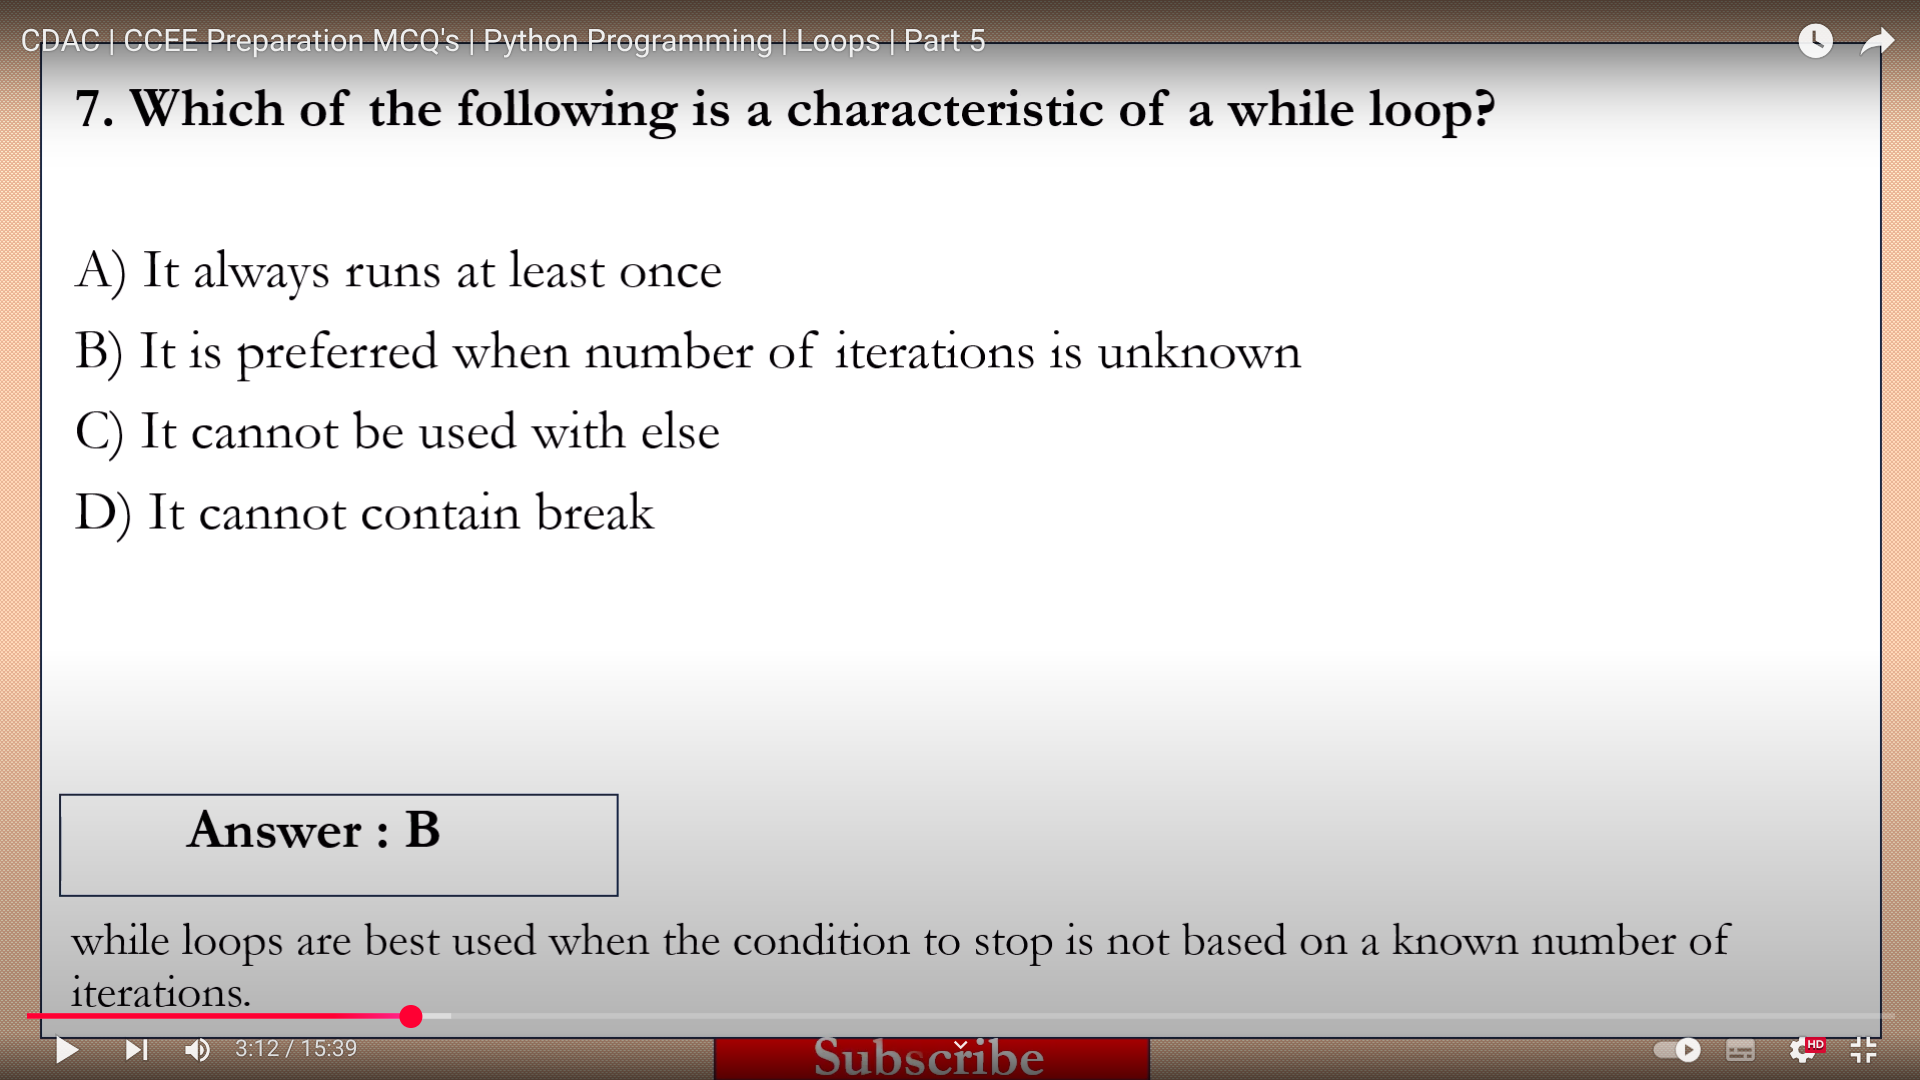 CDAC | CCEE Preparation MCQ's | Python Programming | Loops | Part 5
7. Which of the following is a characteristic of a while loop?
A) It always runs at least once
B) It is preferred when number of iterations is unknown
C) It cannot be used with else
D) It cannot contain break
Answer : B
while loops are best used when the condition to stop is not based on a known number of
iterations.
3:12 / 15:39
Subscribe
HD